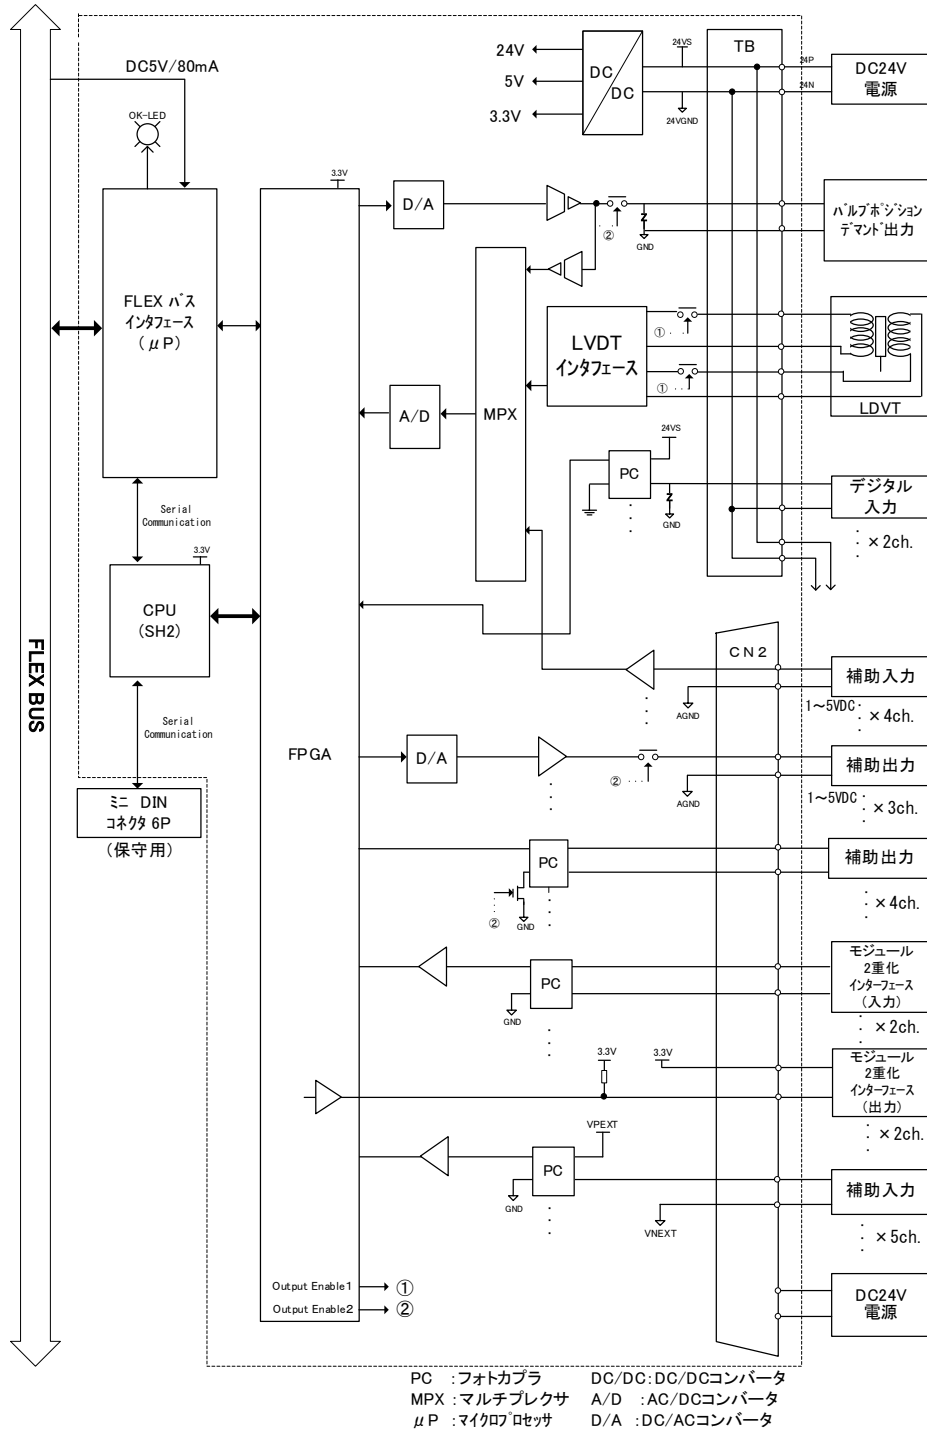 DC5V/80mA
OK-LED
24V
5V
3.3V
DC
DC
24VS
24VGND
TB
24P
24N
DC24V
電源
3.3V
D/A
②
GND
バルブポジション
デマンド出力
FLEX バス
インタフェース
(μP)
MPX
A/D
LVDT
インタフェース
①
①
LDVT
24VS
PC
GND
デジタル
入力
×2ch.
Serial
Communication
3.3V
CPU
(SH2)
FLEX BUS
Serial
Communication
ミニ DIN
コネクタ 6P
(保守用)
FPGA
CN2
AGND
補助入力
1～5VDC
×4ch.
D/A
②
AGND
補助出力
1～5VDC
×3ch.
PC
②
GND
補助出力
×4ch.
PC
GND
モジュール
2重化
インターフェース
(入力)
×2ch.
3.3V
3.3V
モジュール
2重化
インターフェース
(出力)
×2ch.
VPEXT
PC
GND
VNEXT
補助入力
×5ch.
Output Enable1
①
Output Enable2
②
DC24V
電源
PC :フォトカプラ DC/DC:DC/DCコンバータ
MPX :マルチプレクサ A/D :AC/DCコンバータ
μP :マイクロプロセッサ D/A :DC/ACコンバータ